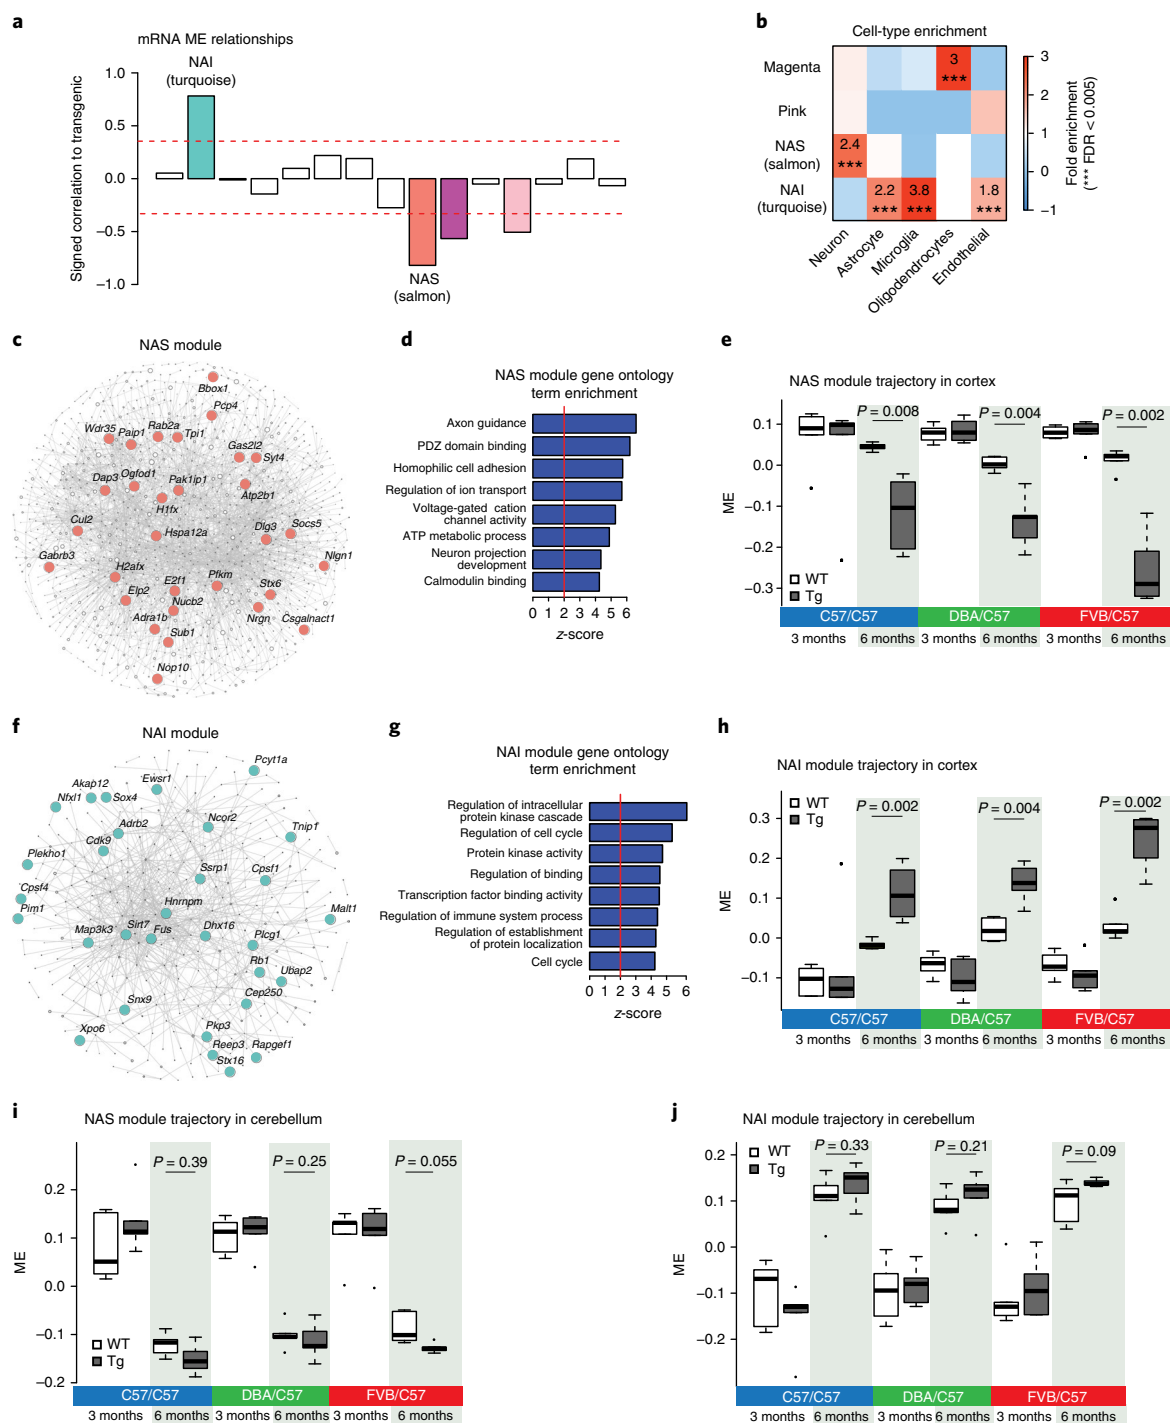 a
mRNA ME relationships
NAI
(turquoise)
1.0
0.5
0.0
−0.5
−1.0
Signed correlation to transgenic
NAS
(salmon)
b
Cell-type enrichment
Magenta
Pink
NAS
(salmon)
NAI
(turquoise)
3
***
2.4
***
2.2
***
3.8
***
1.8
***
Neuron
Astrocyte
Microglia
Oligodendrocytes
Endothelial
3
2
1
0
−1
Fold enrichment
(*** FDR < 0.005)
c
NAS module
Bbox1
Pcp4
Wdr35
Paip1
Rab2a
Tpi1
Gas2l2
Syt4
Dap3
Ogfod1
Pak1ip1
Atp2b1
H1fx
Cul2
Hspa12a
Dlg3
Socs5
Gabrb3
Nlgn1
H2afx
E2f1
Pfkm
Stx6
Elp2
Nucb2
Adra1b
Nrgn
Csgalnact1
Sub1
Nop10
d
NAS module gene ontology
term enrichment
Axon guidance
PDZ domain binding
Homophilic cell adhesion
Regulation of ion transport
Voltage-gated cation
channel activity
ATP metabolic process
Neuron projection
development
Calmodulin binding
0 1 2 3 4 5 6
z-score
e
NAS module trajectory in cortex
P = 0.008
P = 0.004
P = 0.002
0.1
0.0
−0.1
−0.2
−0.3
ME
WT
Tg
C57/C57 DBA/C57 FVB/C57
3 months 6 months 3 months 6 months 3 months 6 months
f
NAI module
Pcyt1a
Akap12
Ewsr1
Nfxl1
Sox4
Adrb2
Ncor2
Tnip1
Cdk9
Plekho1
Ssrp1
Cpsf1
Cpsf4
Hnrnpm
Pim1
Malt1
Map3k3
Sirt7
Fus
Dhx16
Plcg1
Rb1
Ubap2
Snx9
Cep250
Xpo6
Pkp3
Reep3
Rapgef1
Stx16
g
NAI module gene ontology
term enrichment
Regulation of intracellular
protein kinase cascade
Regulation of cell cycle
Protein kinase activity
Regulation of binding
Transcription factor binding activity
Regulation of immune system process
Regulation of establishment
of protein localization
Cell cycle
0 1 2 3 4 5 6
z-score
h
NAI module trajectory in cortex
WT
Tg
P = 0.002
P = 0.004
P = 0.002
0.3
0.2
0.1
0.0
−0.1
ME
C57/C57 DBA/C57 FVB/C57
3 months 6 months 3 months 6 months 3 months 6 months
i
NAS module trajectory in cerebellum
P = 0.39
P = 0.25
P = 0.055
0.2
0.1
0.0
−0.1
−0.2
ME
WT
Tg
C57/C57 DBA/C57 FVB/C57
3 months 6 months 3 months 6 months 3 months 6 months
j
NAI module trajectory in cerebellum
WT
Tg
P = 0.33
P = 0.21
P = 0.09
0.2
0.1
0.0
−0.1
−0.2
ME
C57/C57 DBA/C57 FVB/C57
3 months 6 months 3 months 6 months 3 months 6 months